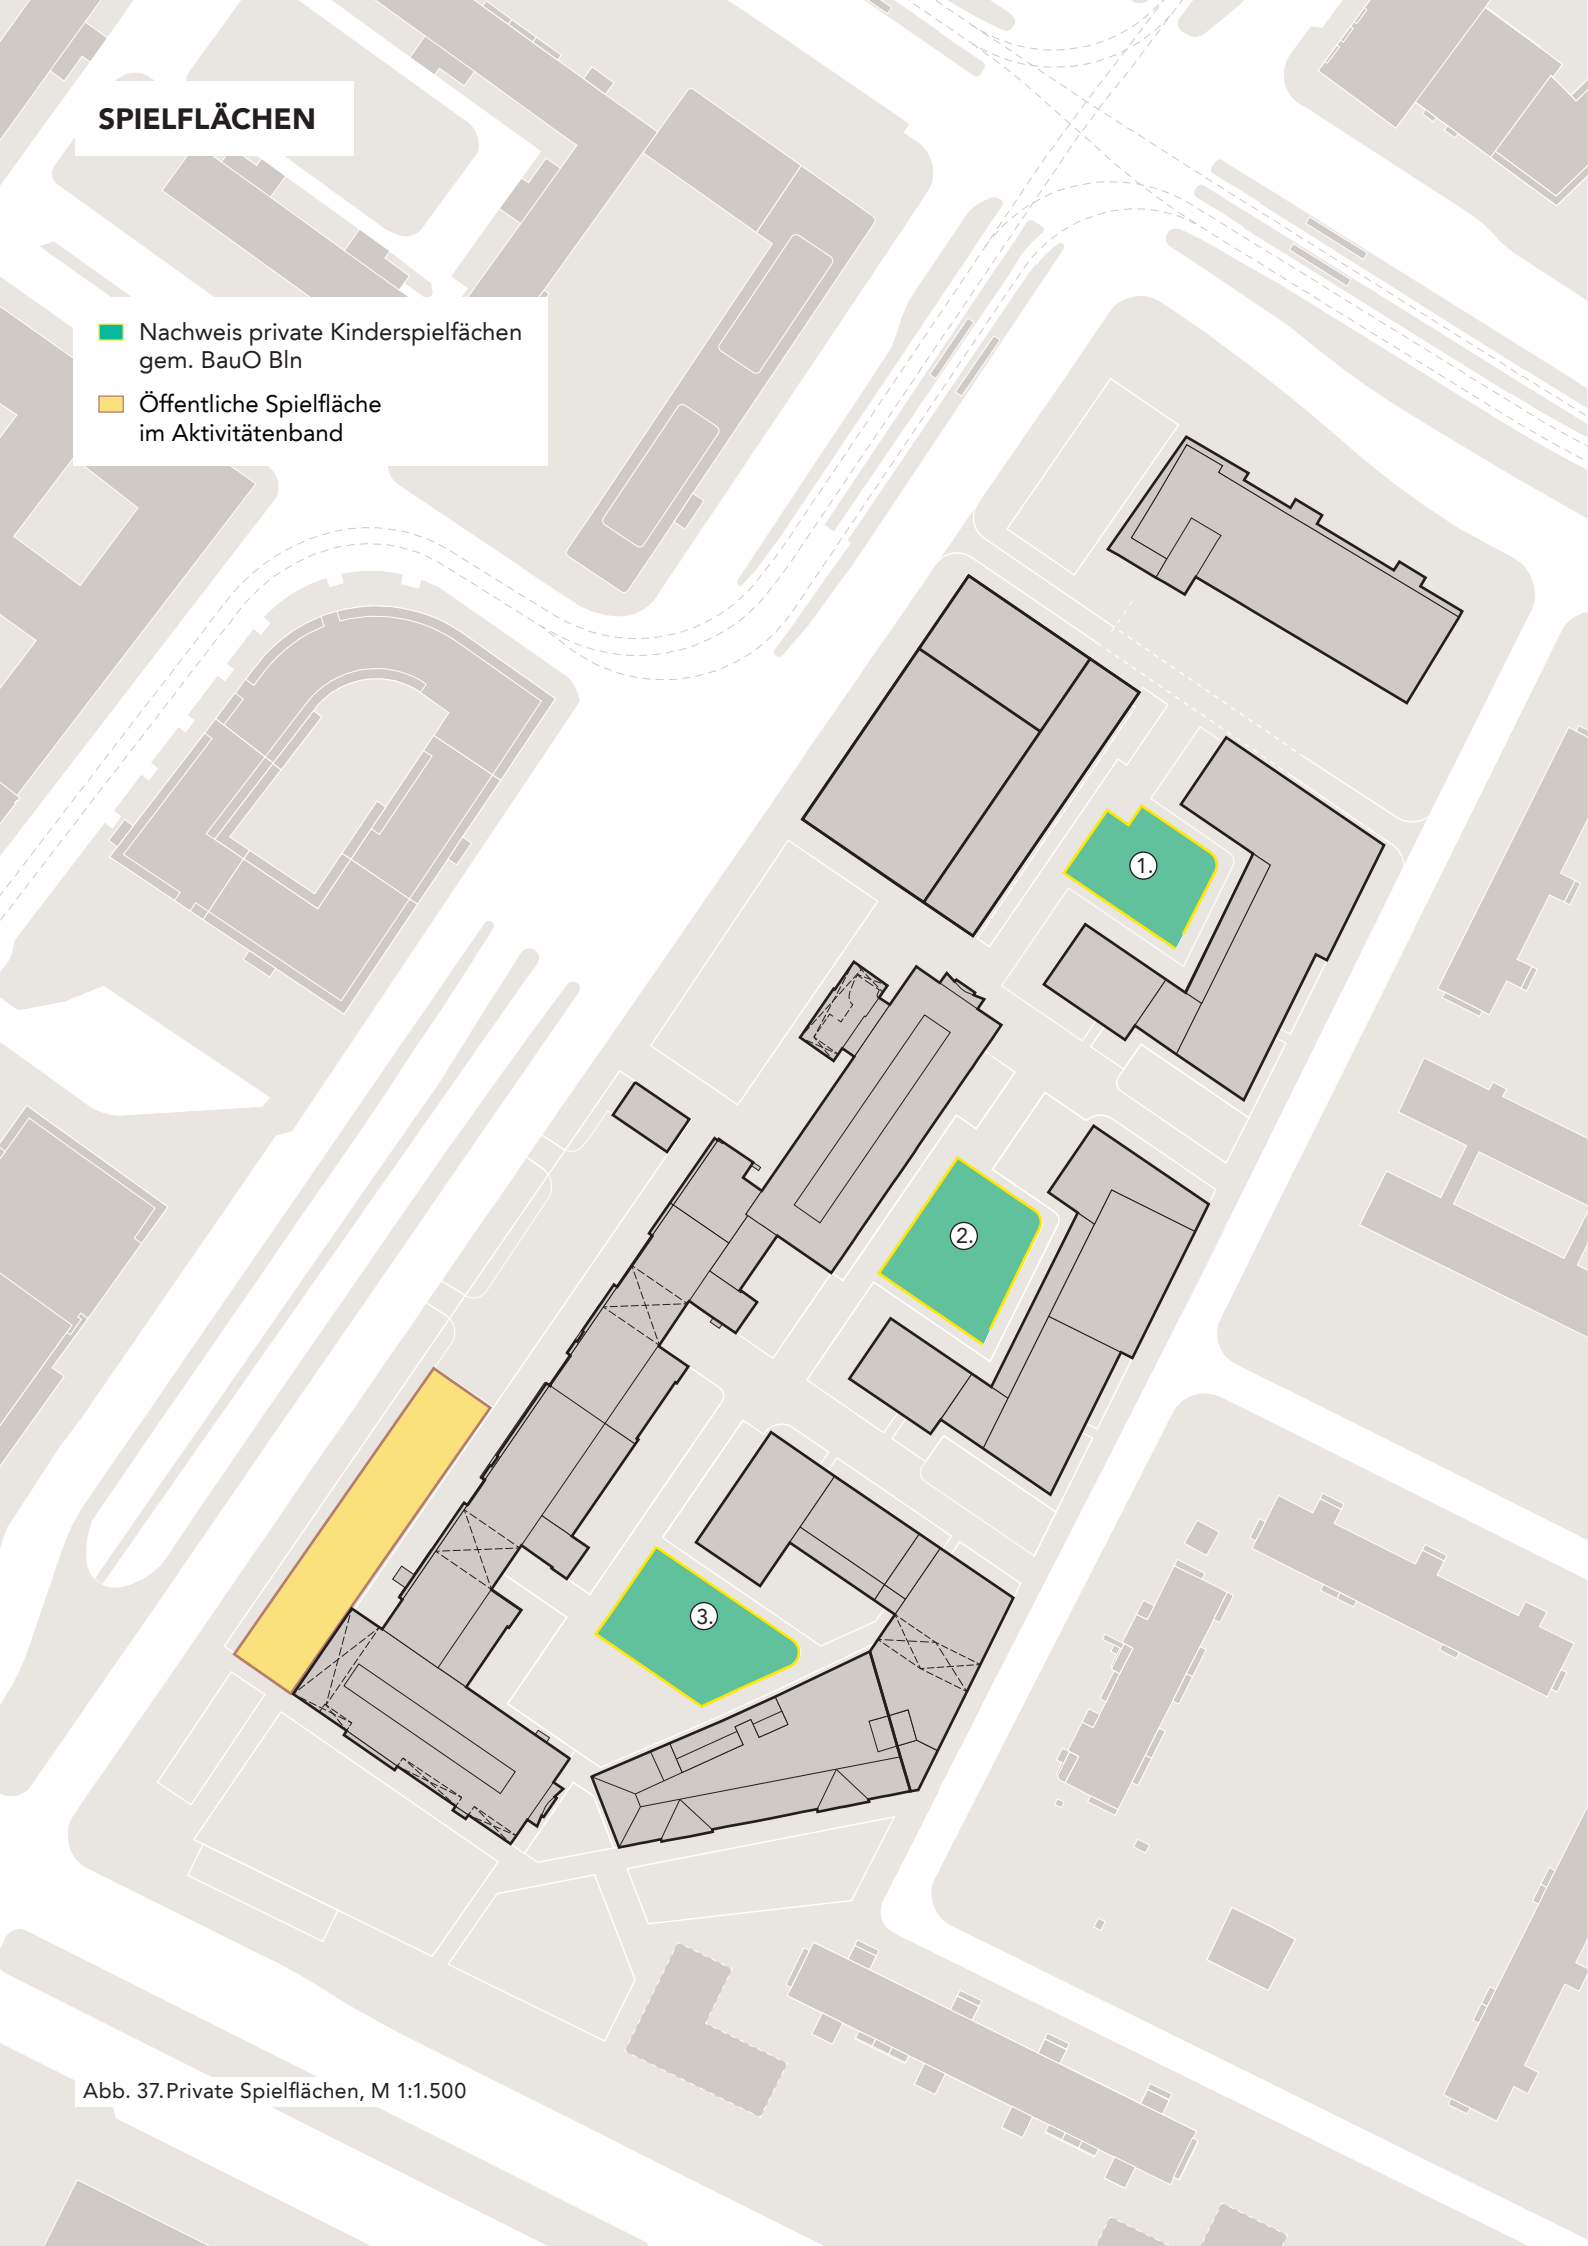 SPIELFLÄCHEN
Nachweis private Kinderspielfächen
gem. BauO Bln
Öffentliche Spielfläche
im Aktivitätenband
1.
2.
3.
Abb. 37.Private Spielflächen, M 1:1.500